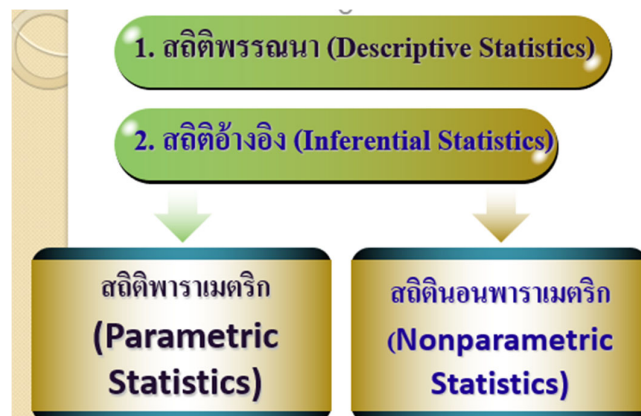 1. สถิติพรรณนา (Descriptive Statistics)
2. สถิติอ้างอิง (Inferential Statistics)
สถิติพาราเมตริก
(Parametric
Statistics)
สถิตินอนพาราเมตริก
(Nonparametric
Statistics)